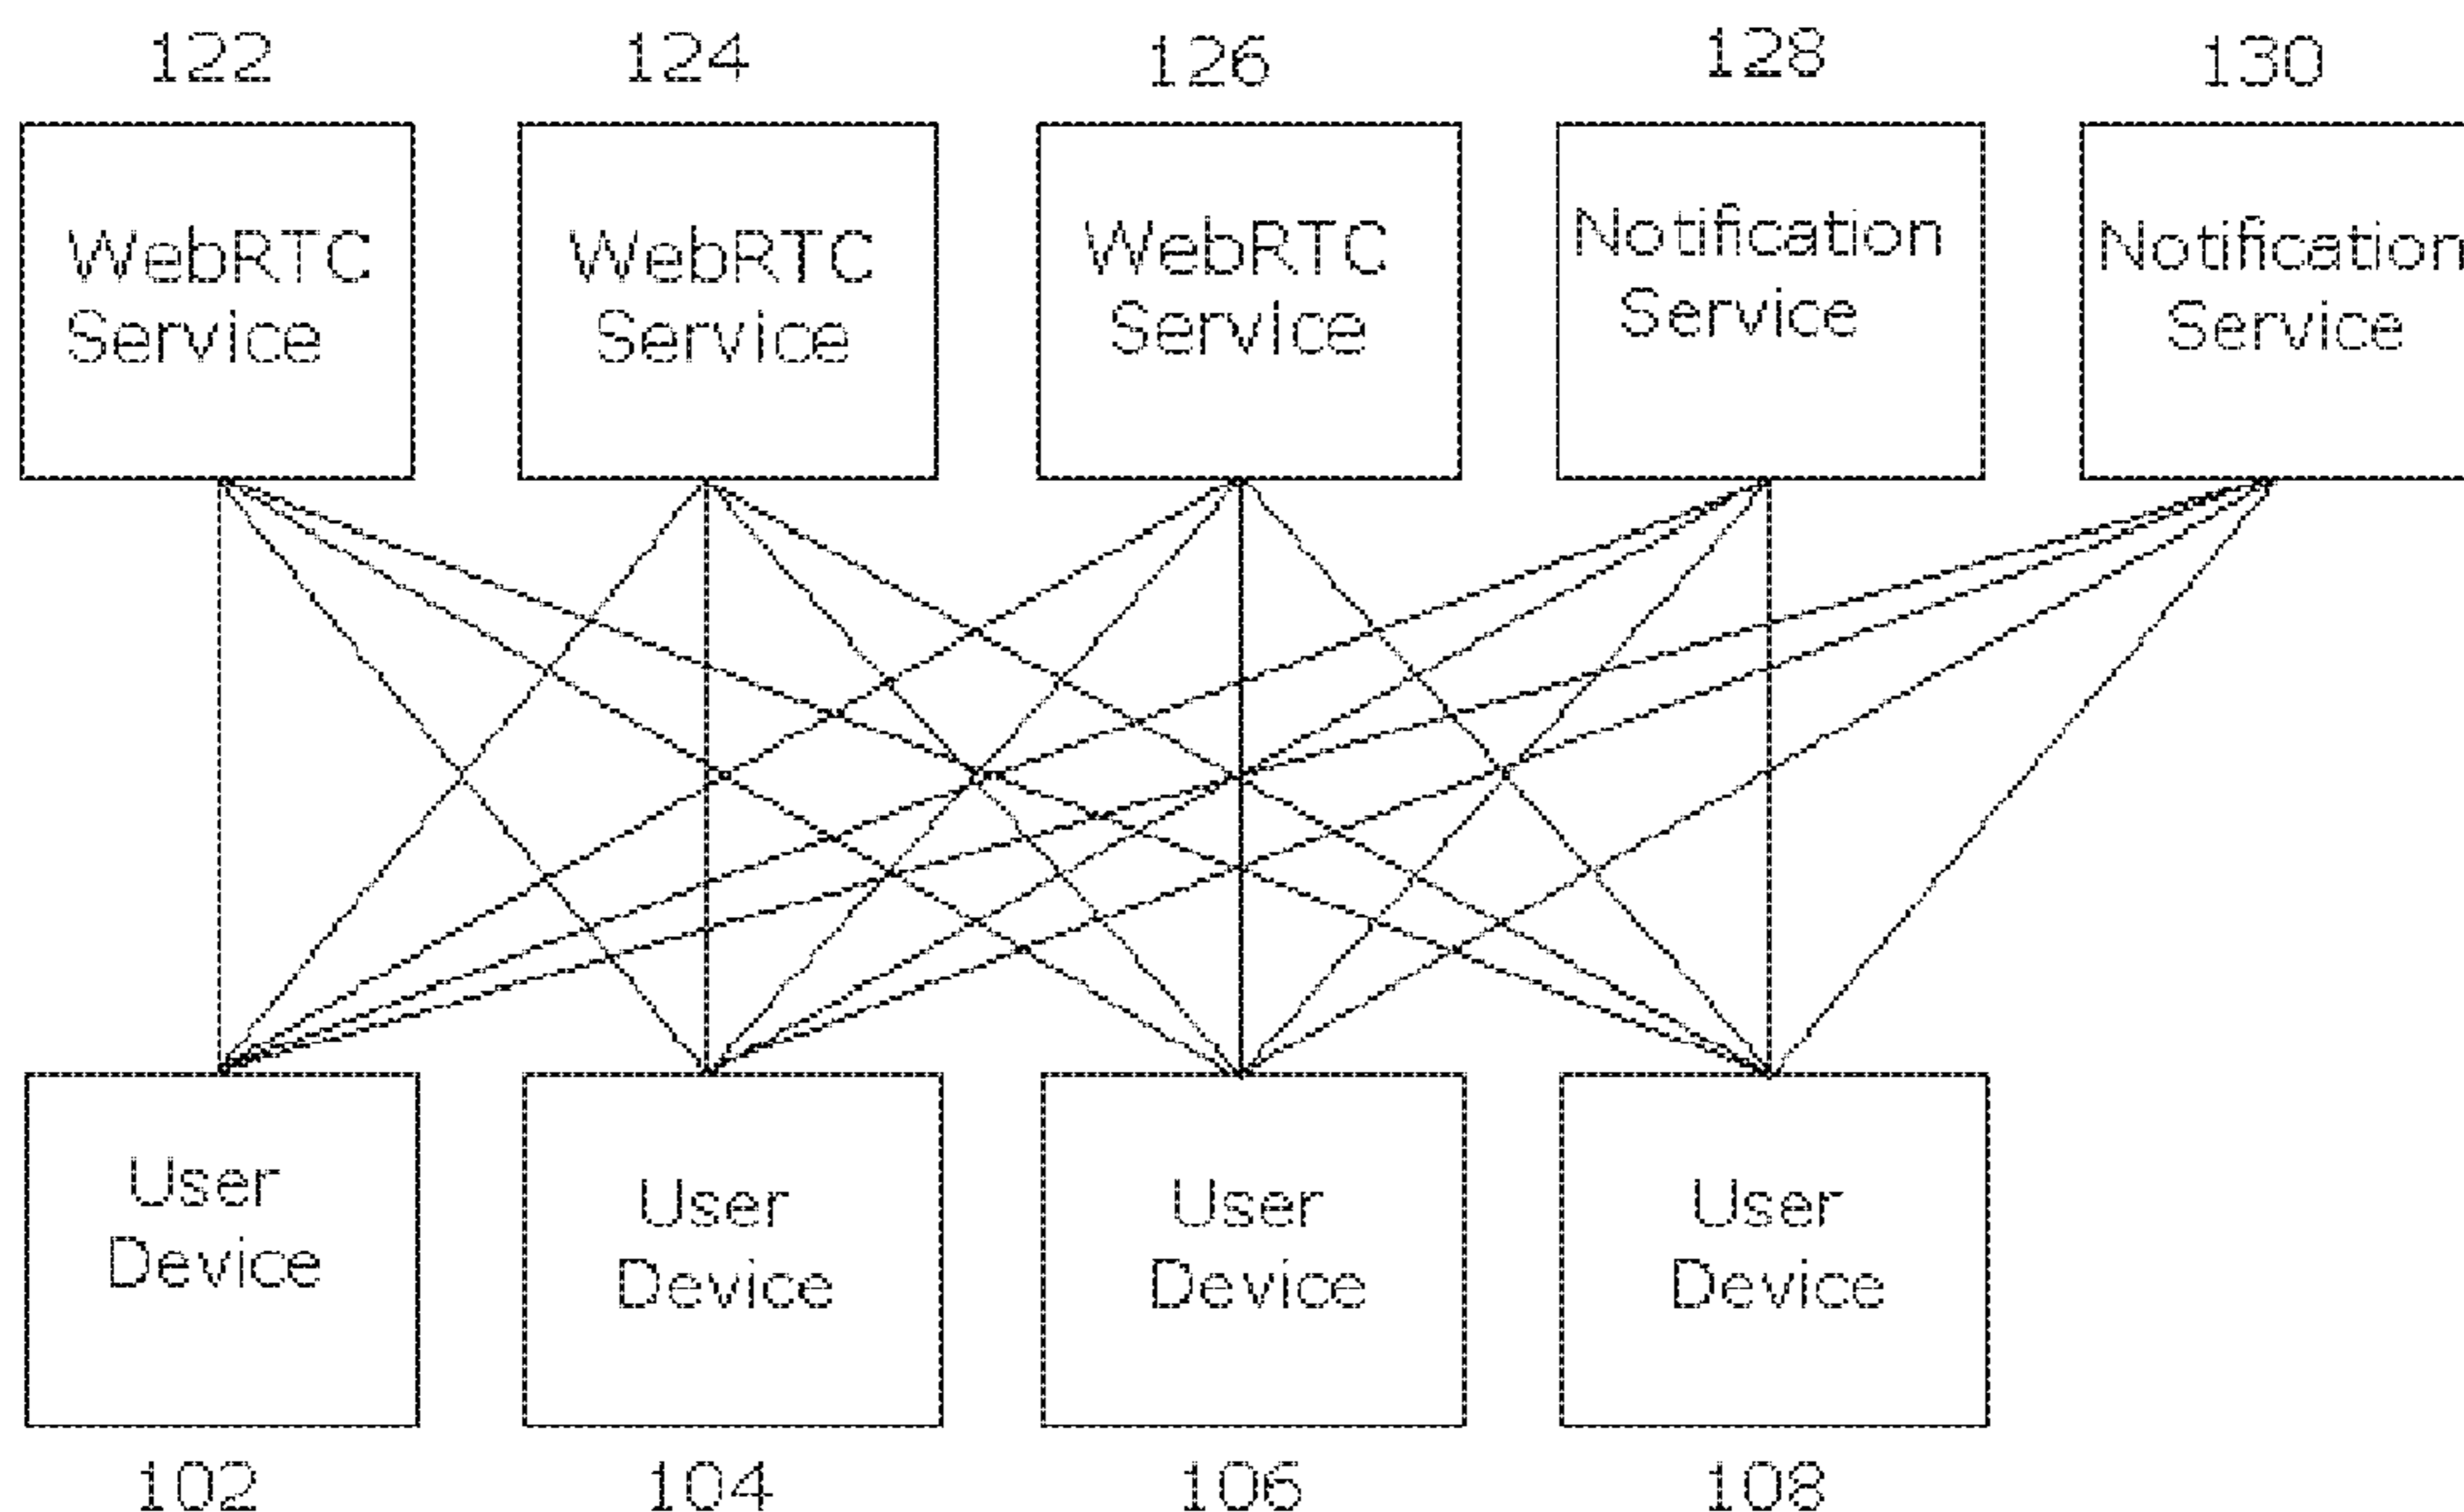 122
124
126
128
130
WebRTC
Service
WebRTC
Service
WebRTC
Service
Notification
Service
Notification
Service
User
Device
User
Device
User
Device
User
Device
102
104
106
108